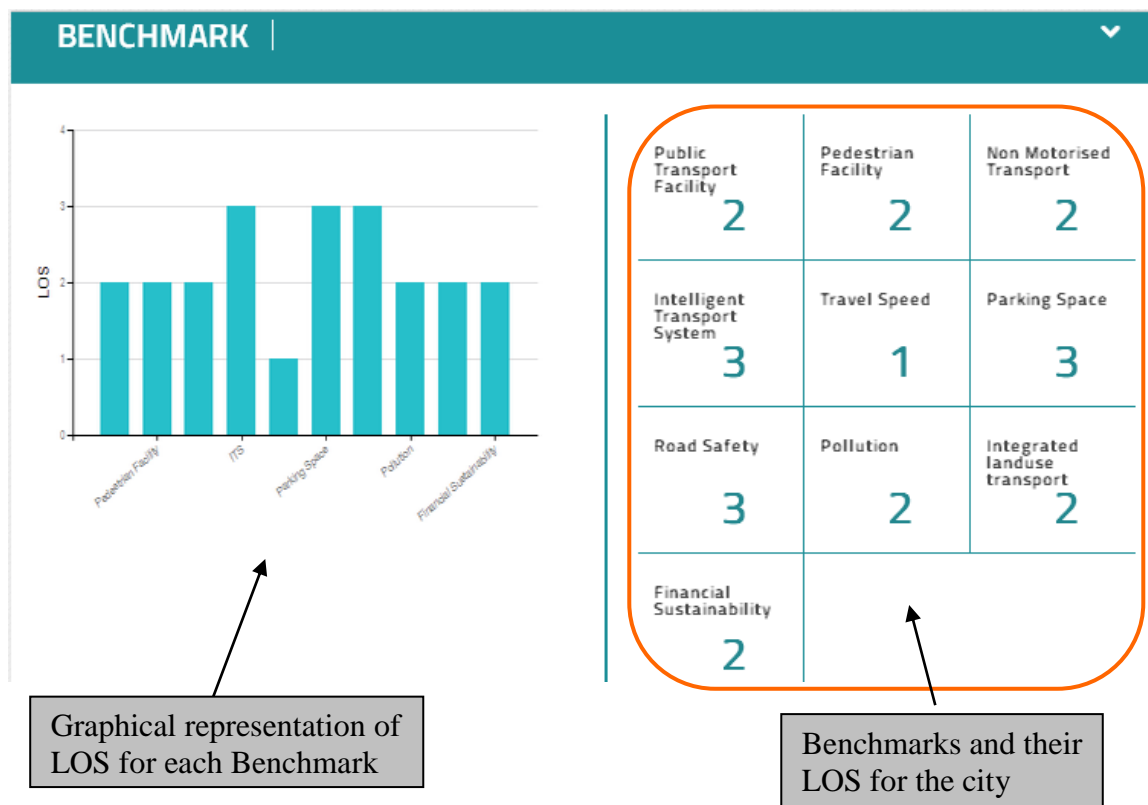 BENCHMARK
4
3
2
1
0
LOS
Pedestrian Facility
ITS
Parking Space
Pollution
Financial Sustainability
Public
Transport
Facility
2
Pedestrian
Facility
2
Non Motorised
Transport
2
Intelligent
Transport
System
3
Travel Speed
1
Parking Space
3
Road Safety
3
Pollution
2
Integrated
landuse
transport
2
Financial
Sustainability
2
Graphical representation of
LOS for each Benchmark
Benchmarks and their
LOS for the city